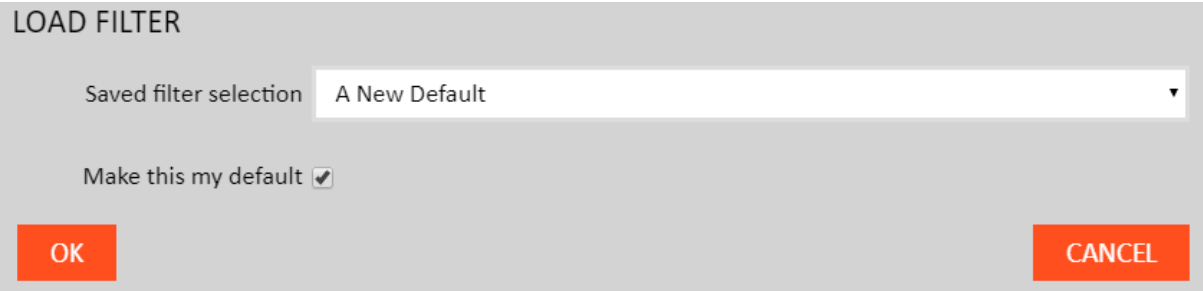 LOAD FILTER
Saved filter selection A New Default
Make this my default
OK CANCEL